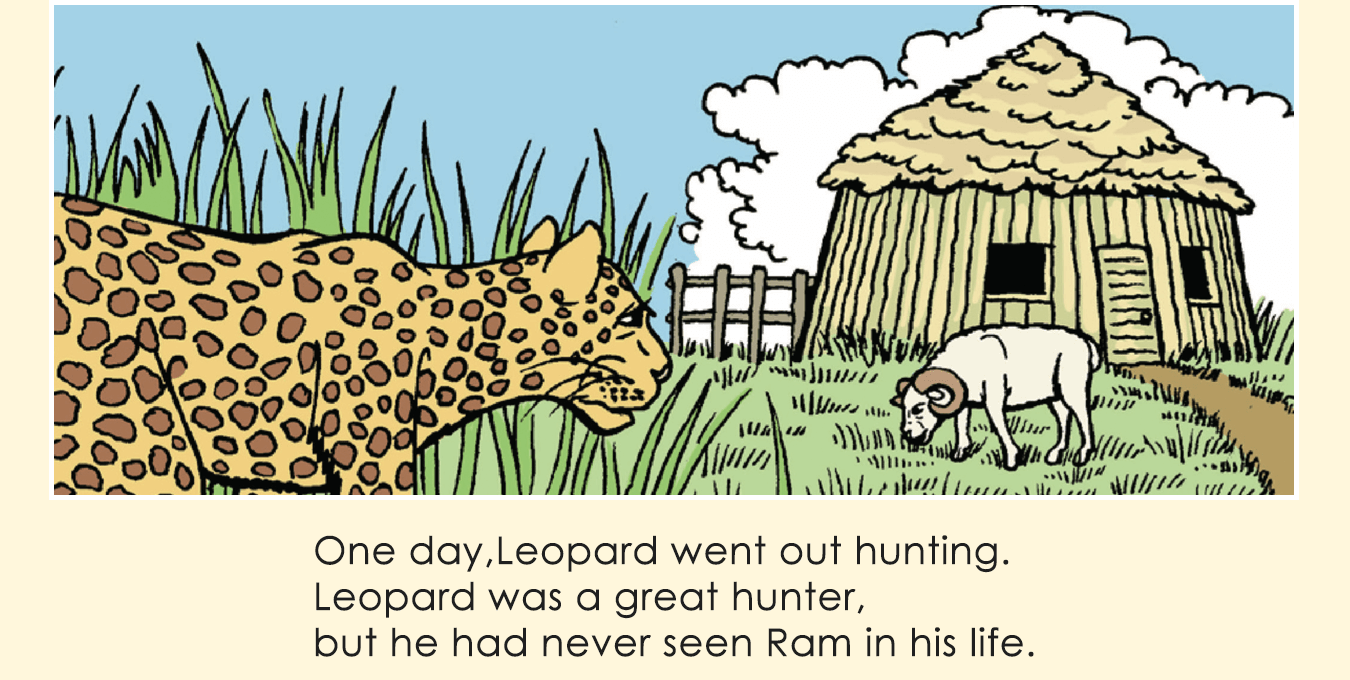 One day,Leopard went out hunting.
Leopard was a great hunter,
but he had never seen Ram in his life.